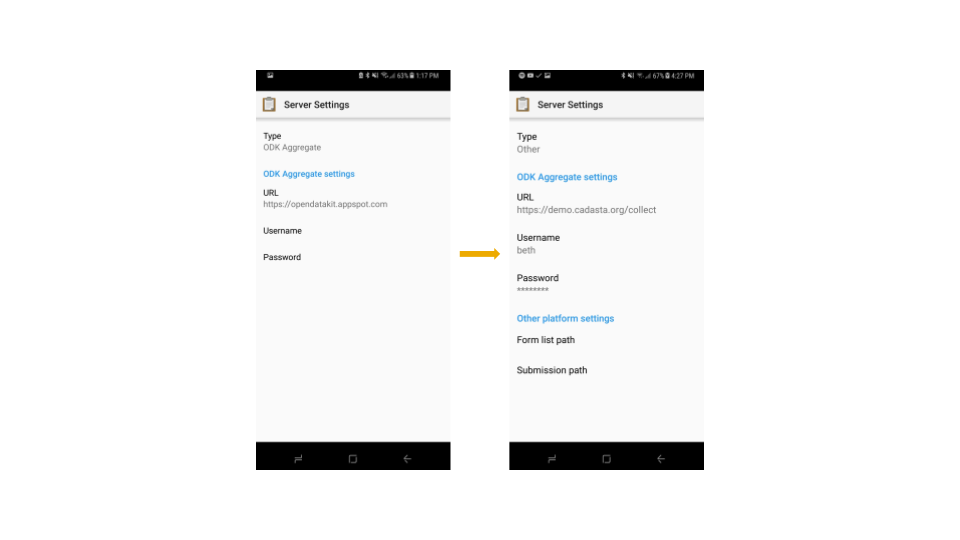 63% 1:17 PM
Server Settings
Type
ODK Aggregate
ODK Aggregate settings
URL
https://opendatakit.appspot.com
Username
Password
67% 4:27 PM
Server Settings
Type
Other
ODK Aggregate settings
URL
https://demo.cadasta.org/collect
Username
beth
Password
********
Other platform settings
Form list path
Submission path